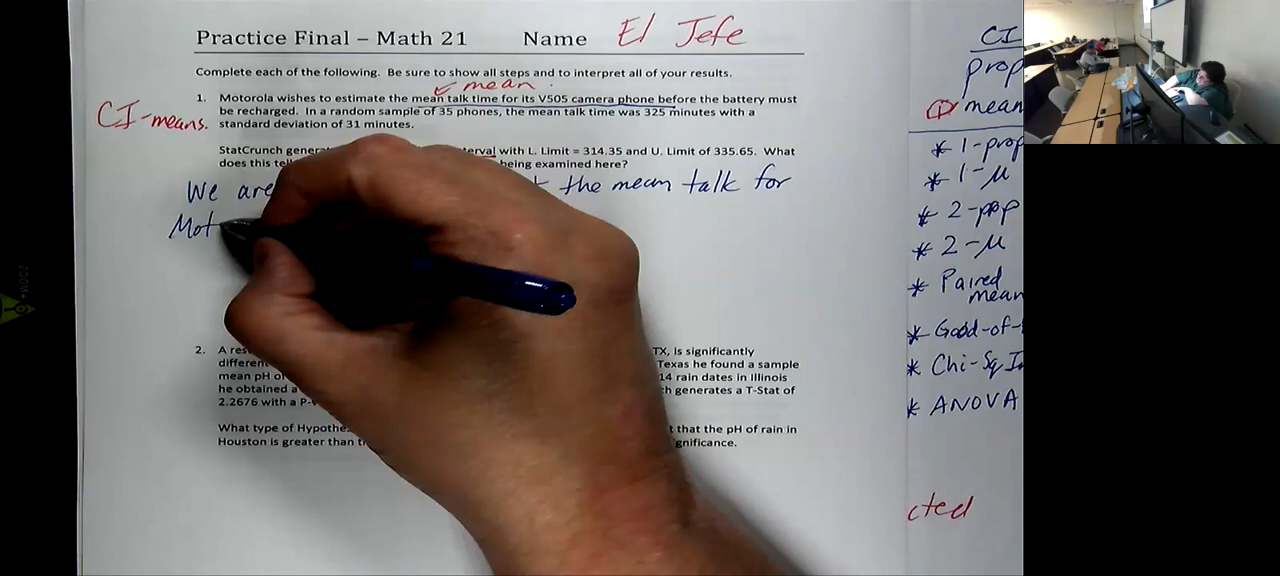 Practice Final – Math 21 Name El Jefe
Complete each of the following. Be sure to show all steps and to interpret all of your results.
mean
1. Motorola wishes to estimate the mean talk time for its V505 camera phone before the battery must
be recharged. In a random sample of 35 phones, the mean talk time was 325 minutes with a
standard deviation of 31 minutes.
CI-means.
StatCrunch with L. Limit = 314.35 and U. Limit of 335.65. What
does this being examined here?
We are the mean talk for
Mot
2. A TX, is significantly
Texas he found a sample
mean pH 14 rain dates in Illinois
he obtained generates a T-Stat of
2.2676 with a
What type of that the pH of rain in
Houston is greater than
CI
prop
① mean
* 1-prop
* 1-μ
* 2-prop
* 2-μ
* Paired
mean
* Good-of-
* Chi-Sq
* ANOVA
cted
ZOOM+